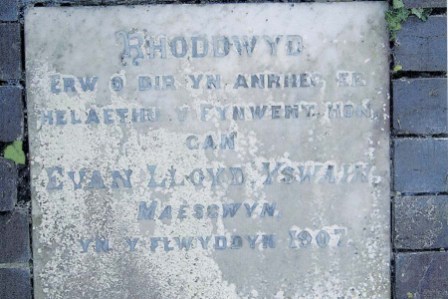 RHODDWYD
ERW O DIR YN ANRHEG ER
HELAETHU Y FYNWENT HON
GAN
EVAN LLOYD YSWAIN,
MAESGWYN
YN Y FLWYDDYN 1907.